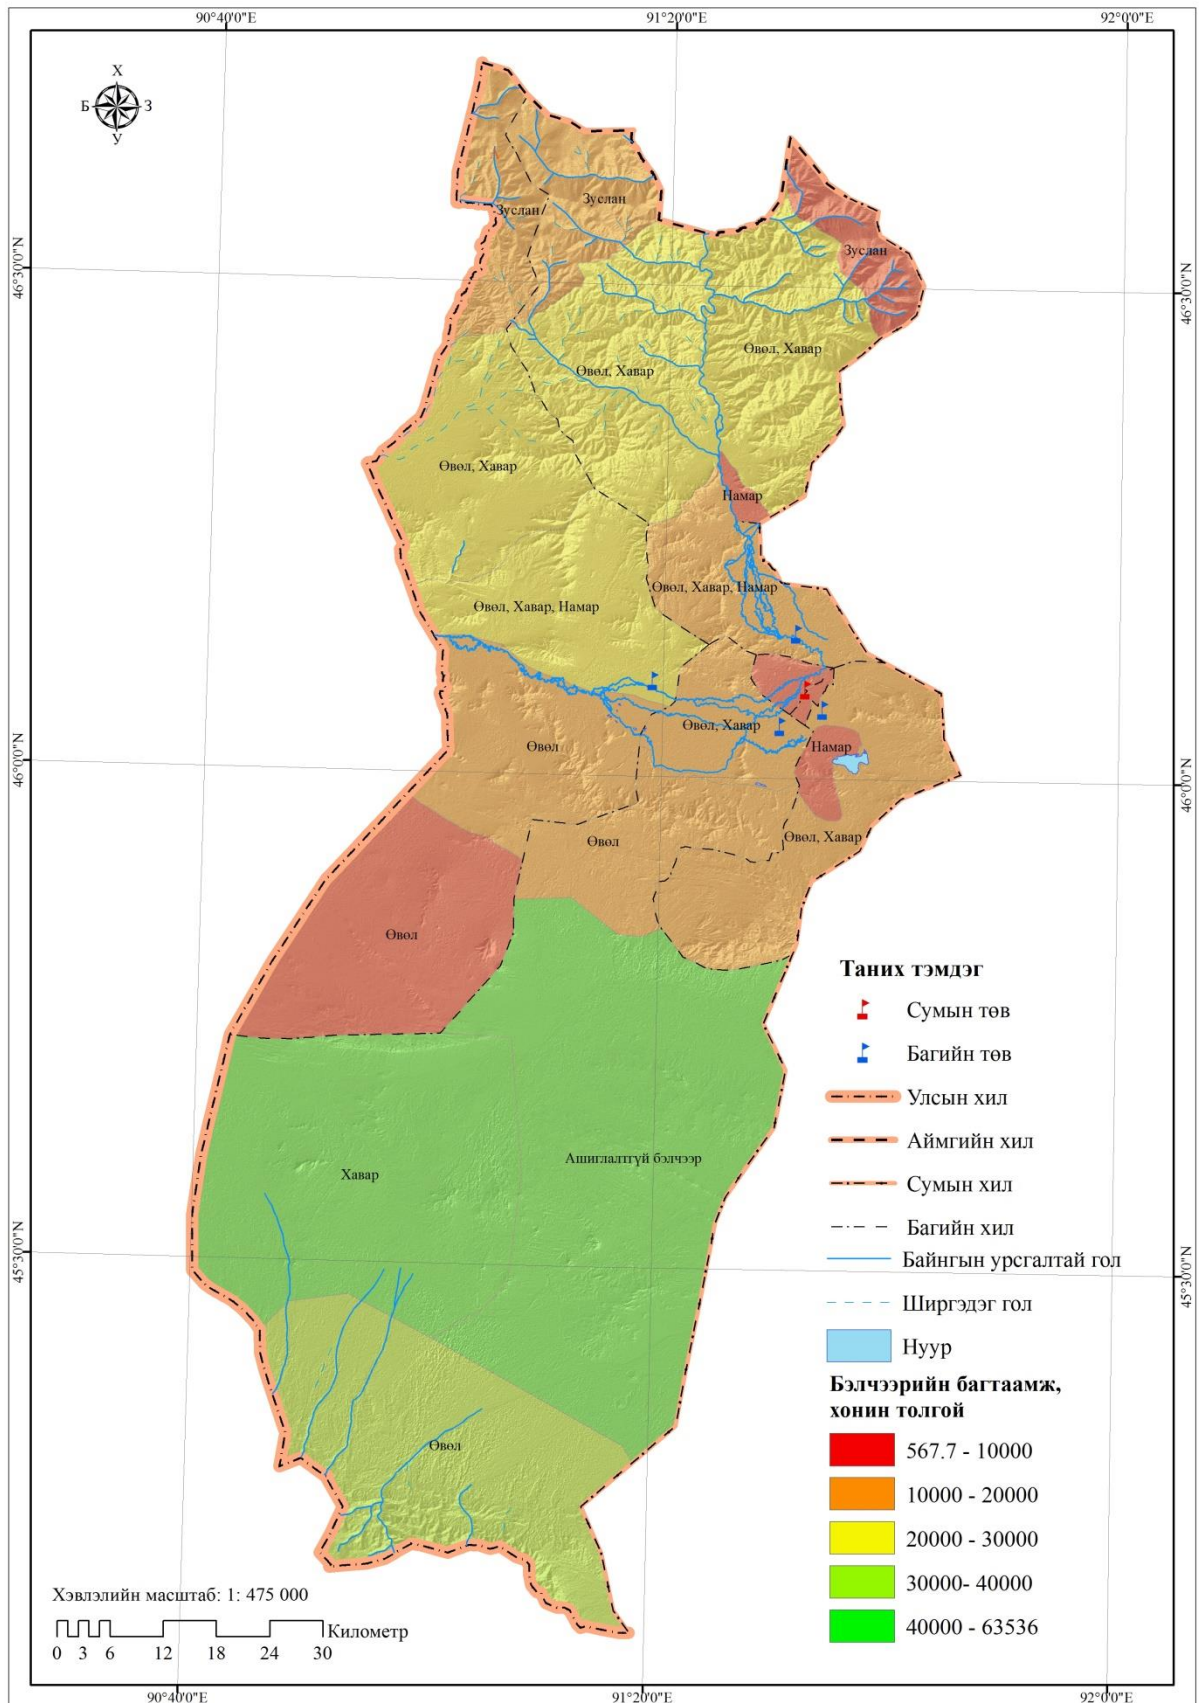 90°40'0"E
91°20'0"E
92°0'0"E
Х
Б
З
У
Зуслан
Зуслан
Зуслан
46°30'0"N
46°30'0"N
Өвөл, Хавар
Өвөл, Хавар
Өвөл, Хавар
Намар
Өвөл, Хавар, Намар
Өвөл, Хавар, Намар
Өвөл, Хавар
Өвөл
Намар
46°0'0"N
46°0'0"N
Өвөл
Өвөл, Хавар
Өвөл
Хавар
Ашиглалтгүй бэлчээр
45°30'0"N
45°30'0"N
Өвөл
Таних тэмдэг
Сумын төв
Багийн төв
Улсын хил
Аймгийн хил
Сумын хил
Багийн хил
Байнгын урсгалтай гол
Ширгэдэг гол
Нуур
Бэлчээрийн багтаамж,
хонин толгой
567.7 - 10000
10000 - 20000
20000 - 30000
30000- 40000
40000 - 63536
Хэвлэлийн масштаб: 1: 475 000
Километр
0 3 6 12 18 24 30
90°40'0"E
91°20'0"E
92°0'0"E